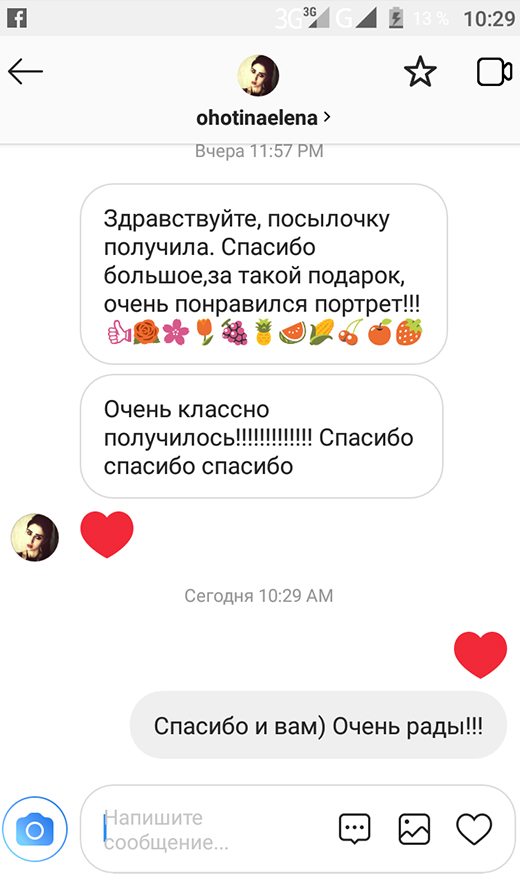 3G 3G G 13 % 10:29
ohotinaelena >
Вчера 11:57 PM
Здравствуйте, посылочку
получила. Спасибо
большое,за такой подарок,
очень понравился портрет!!!
👍🌹🌸🌷🍇🍍🍉🌽🍒🍎🍓
Очень классно
получилось!!!!!!!!!!!!! Спасибо
спасибо спасибо
Сегодня 10:29 AM
Спасибо и вам) Очень рады!!!
Напишите
сообщение...